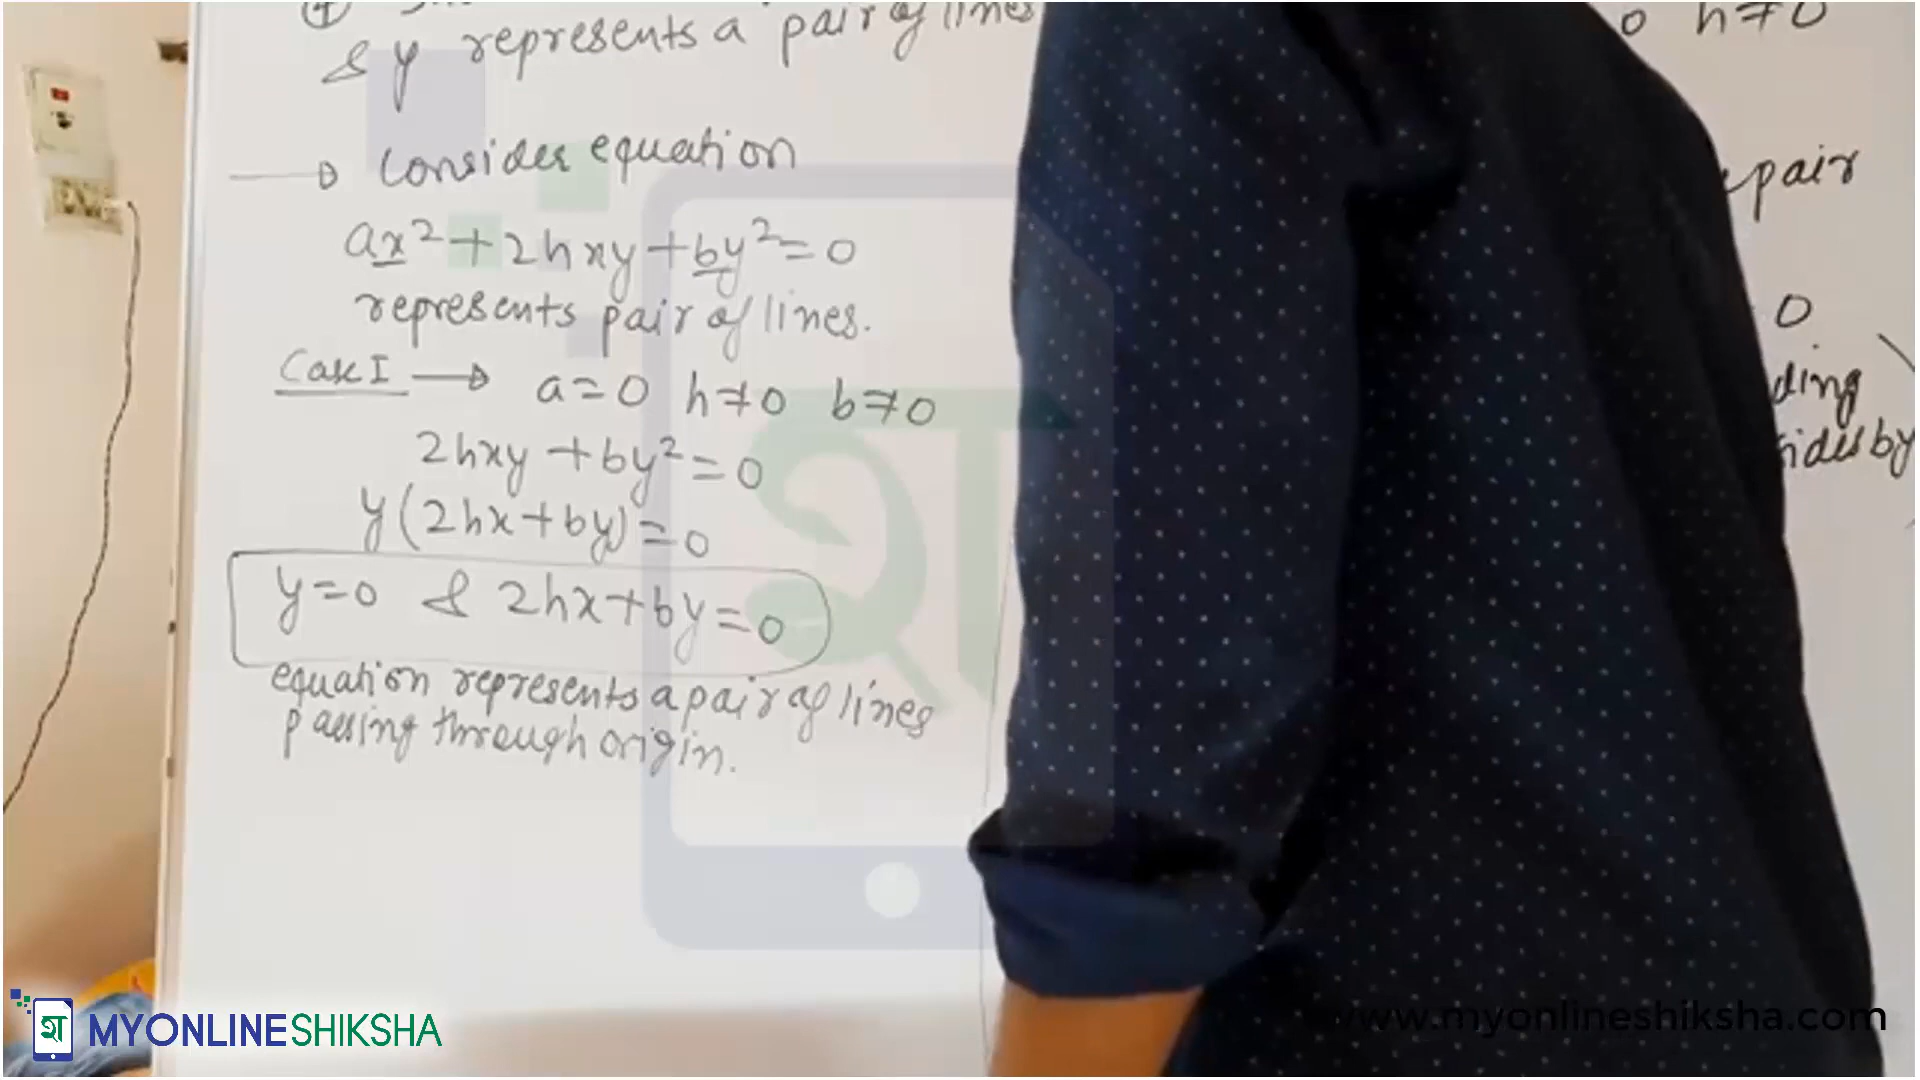 & y represents a pair of lines
→ Consider equation
ax²+2hxy+by²=0
represents pair of lines.
Case I → a=0 h≠0 b≠0
2hxy+by²=0
y(2hx+by)=0
y=0 & 2hx+by=0
equation represents a pair of lines
passing through origin.
0 h≠0
pair
0
ding
sides by
श
MYONLINESHIKSHA
www.myonlineshiksha.com